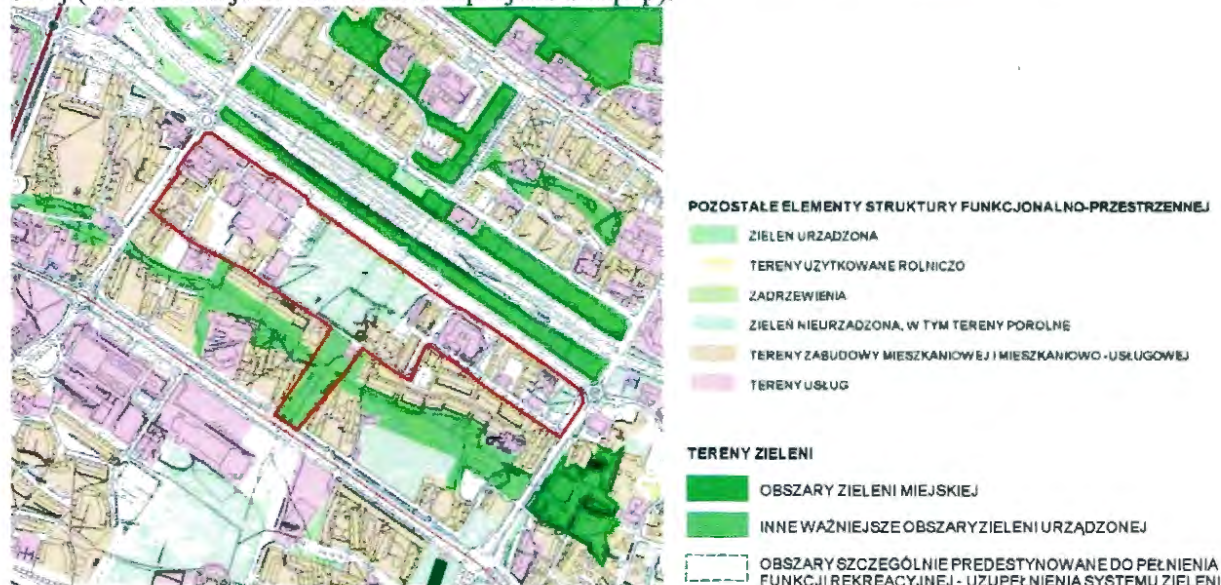 POZOSTAŁE ELEMENTY STRUKTURY FUNKCJONALNO-PRZESTRZENNEJ
ZIELEŃ URZĄDZONA
TERENY UŻYTKOWANE ROLNICZO
ZADRZEWIENIA
ZIELEŃ NIEURZĄDZONA, W TYM TERENY POROLNE
TERENY ZABUDOWY MIESZKANIOWEJ I MIESZKANIOWO - USŁUGOWEJ
TERENY USŁUG
TERENY ZIELENI
OBSZARY ZIELENI MIEJSKIEJ
INNE WAŻNIEJSZE OBSZARY ZIELENI URZĄDZONEJ
OBSZARY SZCZEGÓLNIE PREDESTYNOWANE DO PEŁNIENIA
FUNKCJI REKREACYJNEJ - UZUPEŁNIENIA SYSTEMU ZIELENI